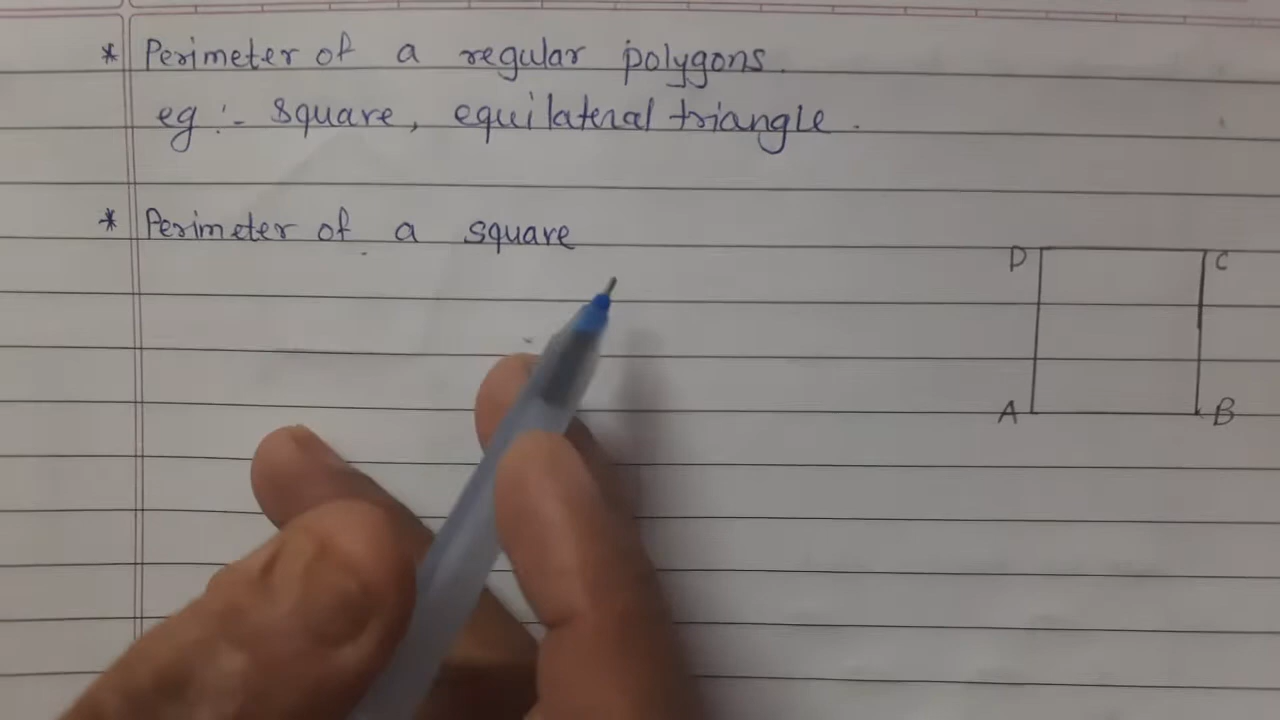 * Perimeter of a regular polygons.
eg :- square, equilateral triangle.
* Perimeter of a square
D C
A B